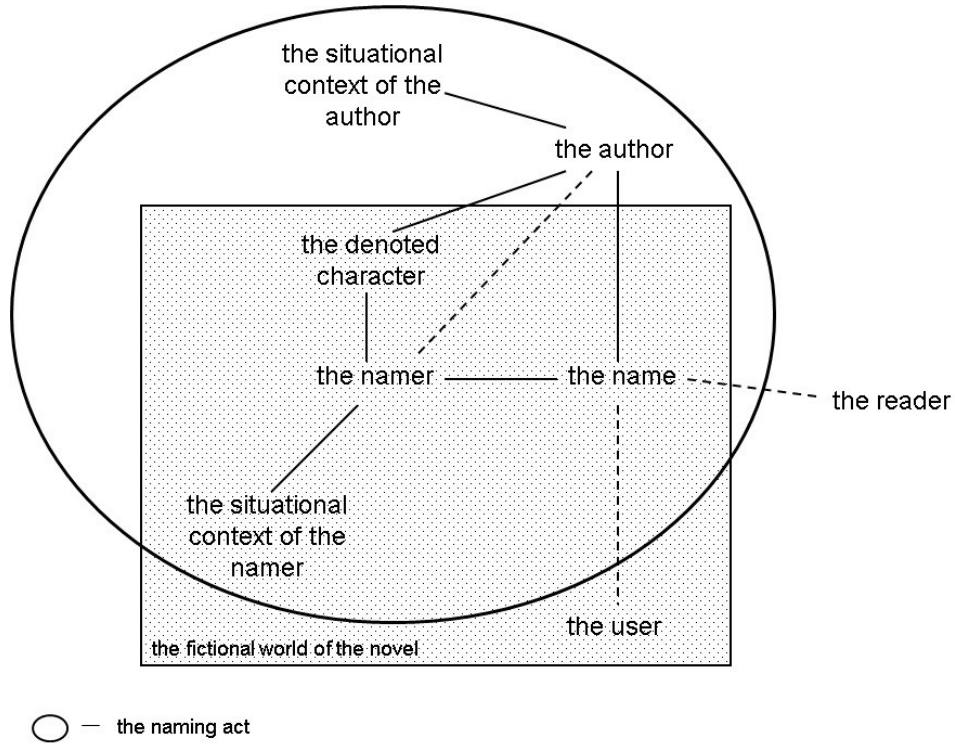 the situational
context of the
author
the author
the denoted
character
the namer
the name
the reader
the situational
context of the
namer
the user
the fictional world of the novel
— the naming act